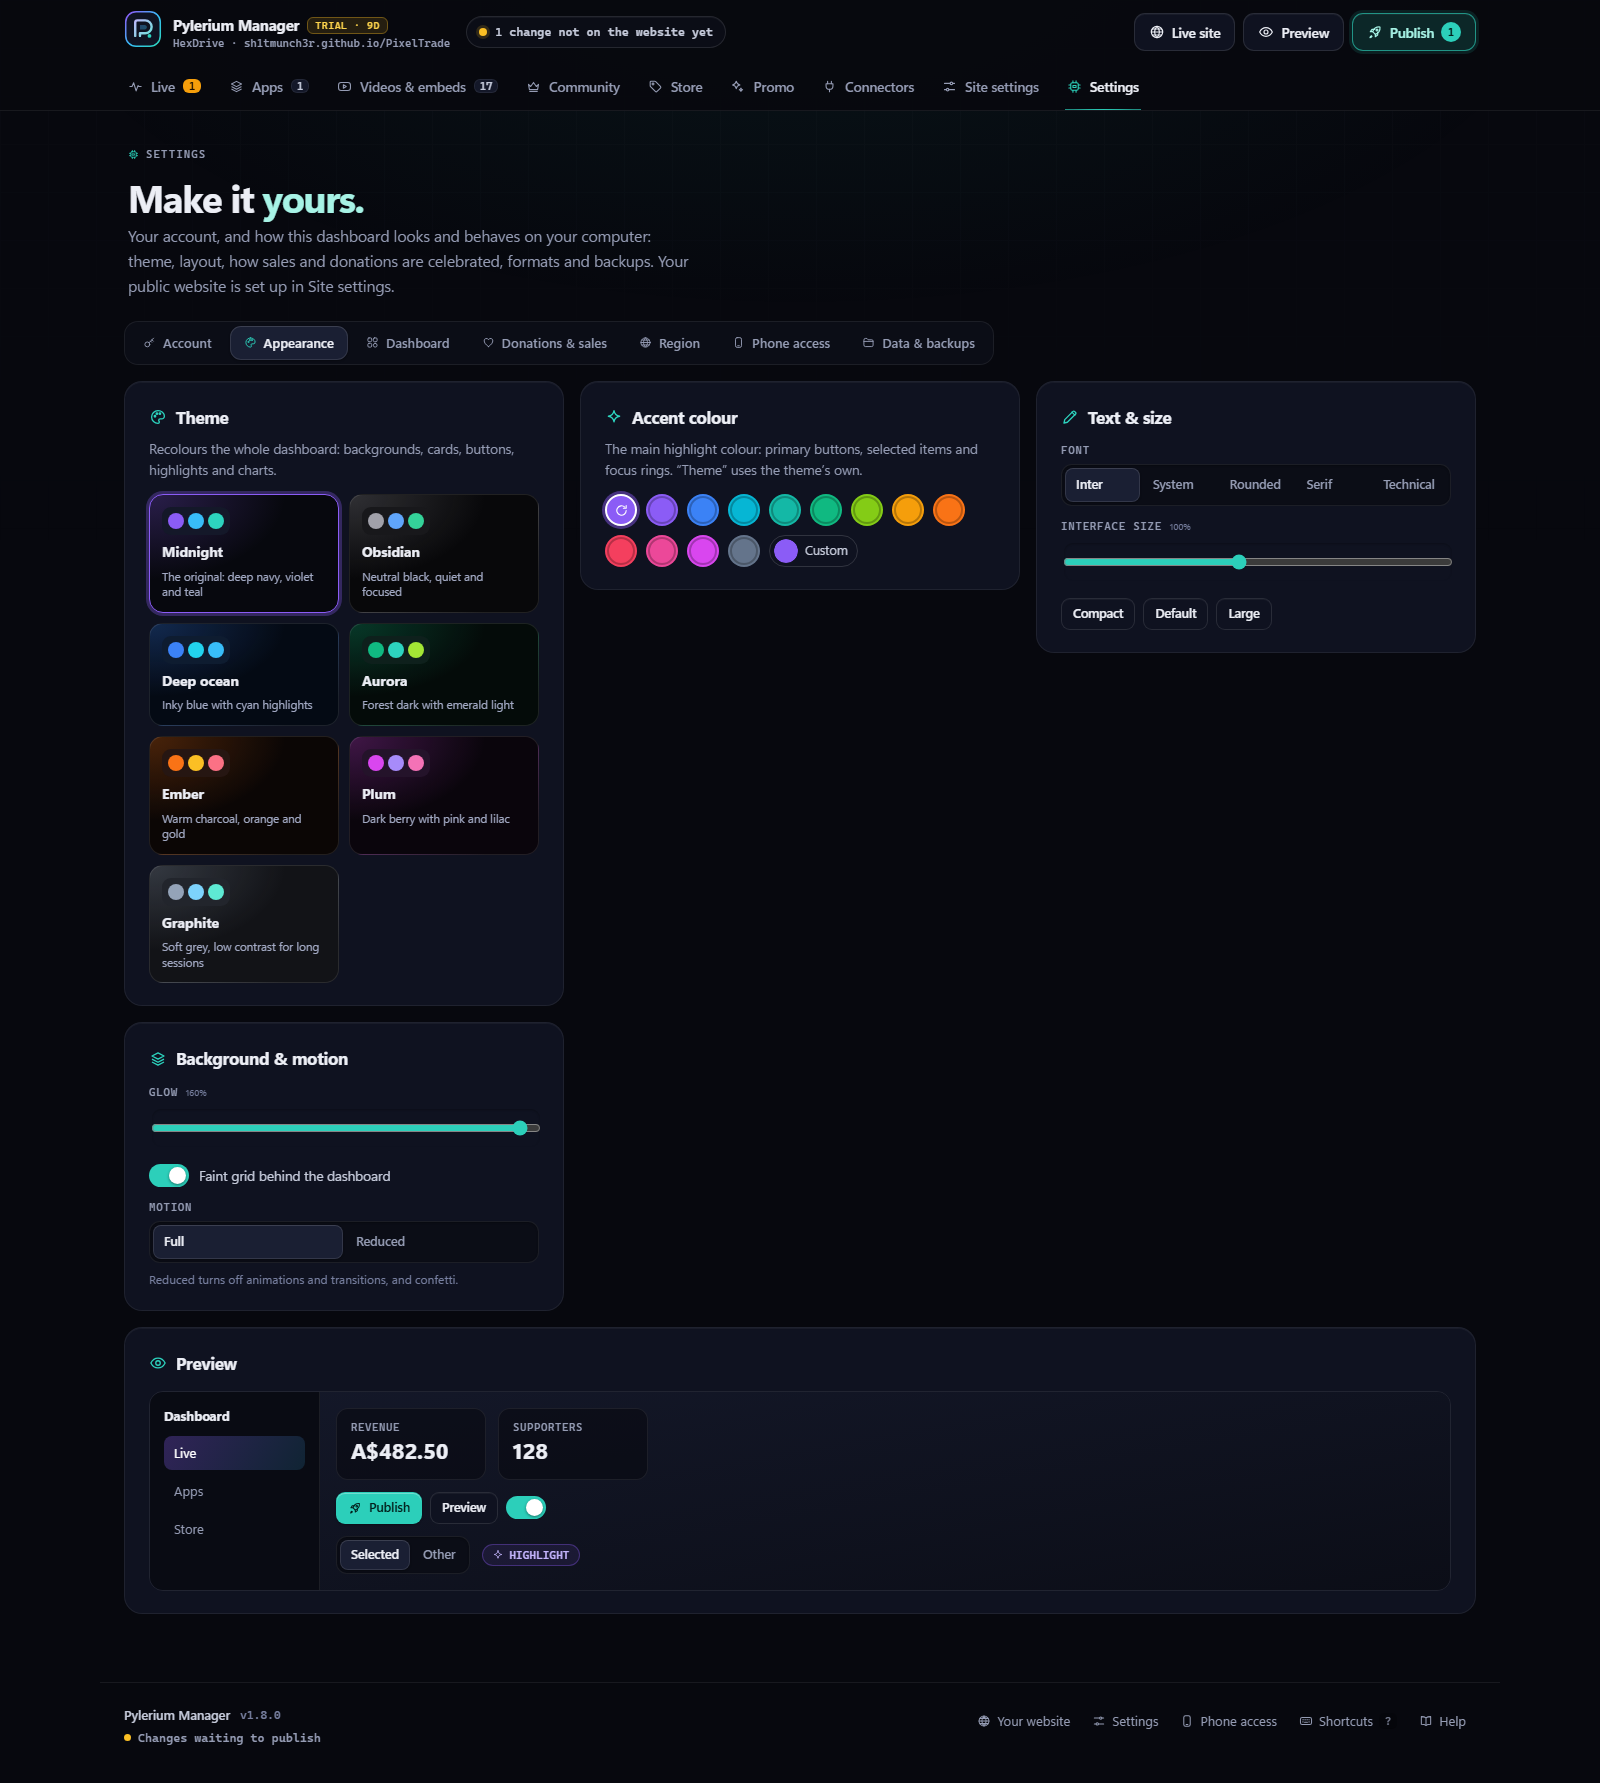 Pylerium Manager TRIAL · 9D
HexDrive · sh1tmunch3r.github.io/PixelTrade
1 change not on the website yet
Live site
Preview
Publish 1
Live 1
Apps 1
Videos & embeds 17
Community
Store
Promo
Connectors
Site settings
Settings
SETTINGS
Make it yours.
Your account, and how this dashboard looks and behaves on your computer:
theme, layout, how sales and donations are celebrated, formats and backups. Your
public website is set up in Site settings.
Account
Appearance
Dashboard
Donations & sales
Region
Phone access
Data & backups
Theme
Recolours the whole dashboard: backgrounds, cards, buttons,
highlights and charts.
Midnight
The original: deep navy, violet
and teal
Obsidian
Neutral black, quiet and
focused
Deep ocean
Inky blue with cyan highlights
Aurora
Forest dark with emerald light
Ember
Warm charcoal, orange and
gold
Plum
Dark berry with pink and lilac
Graphite
Soft grey, low contrast for long
sessions
Accent colour
The main highlight colour: primary buttons, selected items and
focus rings. “Theme” uses the theme's own.
Custom
Text & size
FONT
Inter
System
Rounded
Serif
Technical
INTERFACE SIZE 100%
Compact
Default
Large
Background & motion
GLOW 160%
Faint grid behind the dashboard
MOTION
Full
Reduced
Reduced turns off animations and transitions, and confetti.
Preview
Dashboard
Live
Apps
Store
REVENUE
A$482.50
SUPPORTERS
128
Publish
Preview
Selected
Other
HIGHLIGHT
Pylerium Manager v1.8.0
Changes waiting to publish
Your website
Settings
Phone access
Shortcuts ?
Help